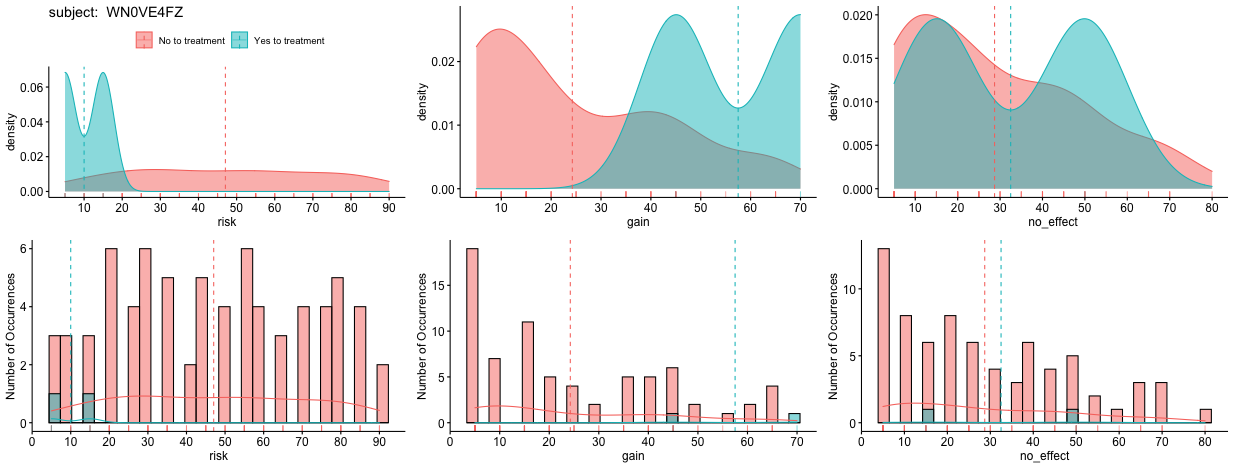 subject: WN0VE4FZ
No to treatment Yes to treatment
density
0.06
0.04
0.02
0.00
10 20 30 40 50 60 70 80 90
risk
density
0.02
0.01
0.00
10 20 30 40 50 60 70
gain
density
0.020
0.015
0.010
0.005
0.000
10 20 30 40 50 60 70 80
no_effect
Number of Occurrences
6
4
2
0
0 10 20 30 40 50 60 70 80 90
risk
Number of Occurrences
15
10
5
0
0 10 20 30 40 50 60 70
gain
Number of Occurrences
10
5
0
0 10 20 30 40 50 60 70 80
no_effect